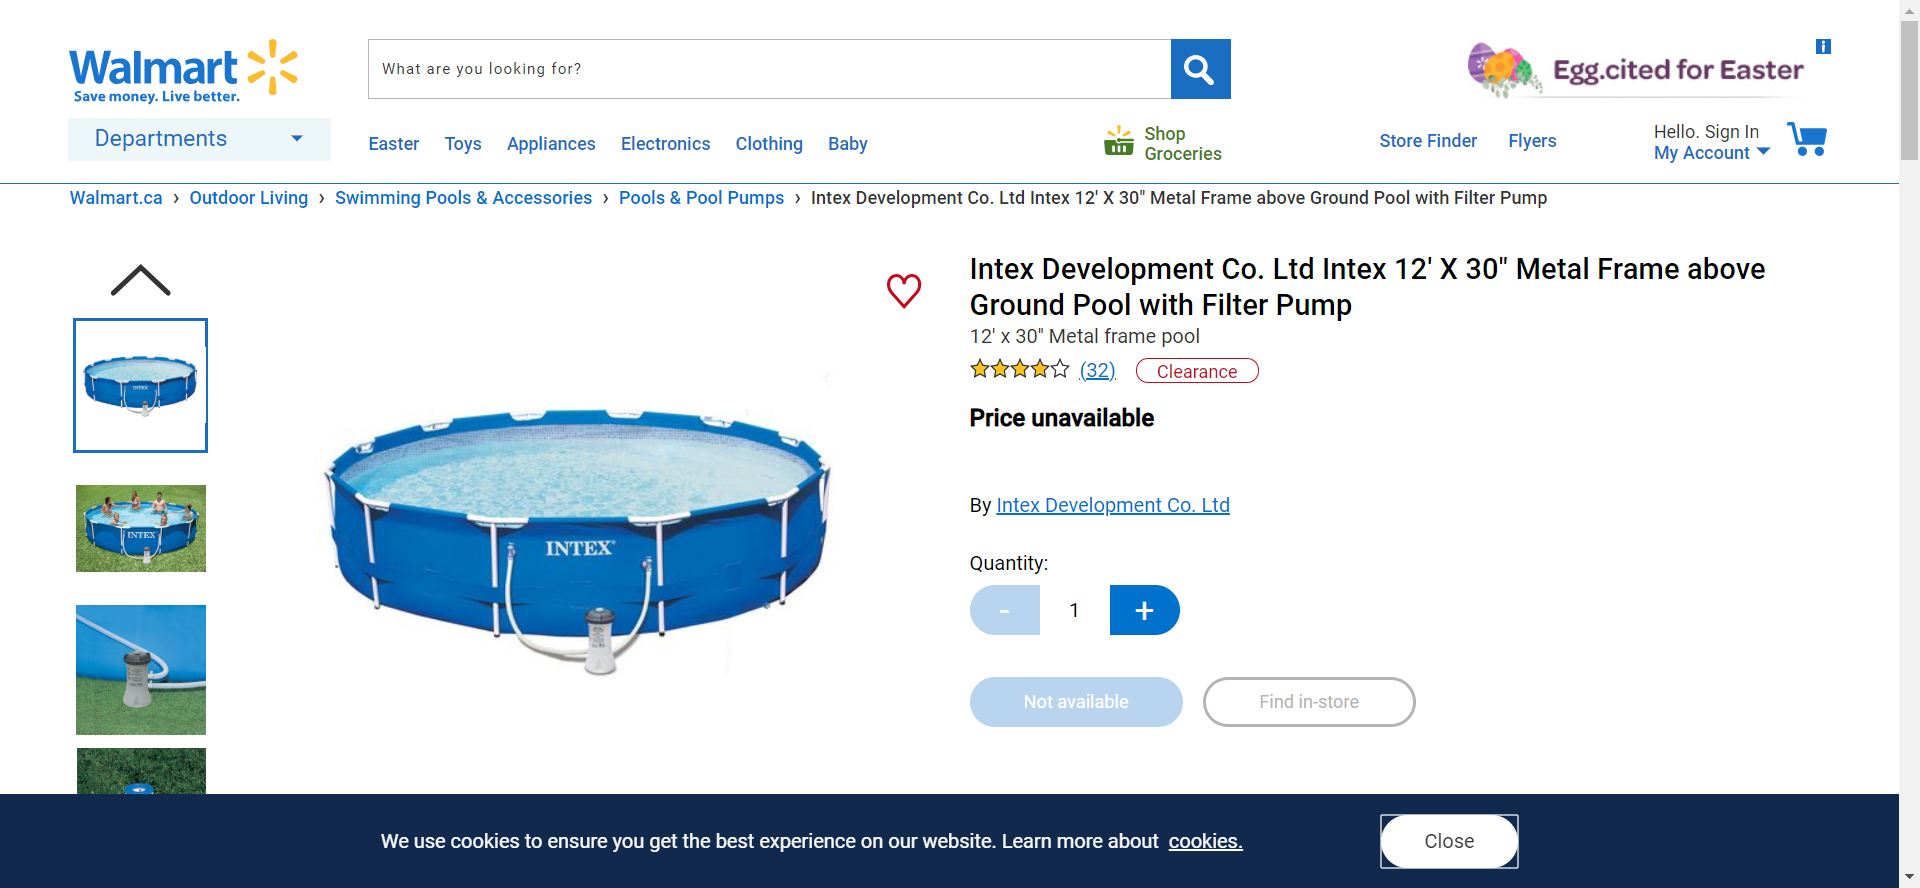 Walmart
Save money. Live better.
What are you looking for?
Egg.cited for Easter
i
Departments
Easter
Toys
Appliances
Electronics
Clothing
Baby
Shop
Groceries
Store Finder
Flyers
Hello. Sign In
My Account
Walmart.ca › Outdoor Living › Swimming Pools & Accessories › Pools & Pool Pumps › Intex Development Co. Ltd Intex 12' X 30" Metal Frame above Ground Pool with Filter Pump
Intex Development Co. Ltd Intex 12' X 30" Metal Frame above
Ground Pool with Filter Pump
12' x 30" Metal frame pool
(32)
Clearance
Price unavailable
By Intex Development Co. Ltd
Quantity:
- 1 +
Not available
Find in-store
INTEX
INTEX
INTEX
We use cookies to ensure you get the best experience on our website. Learn more about cookies.
Close